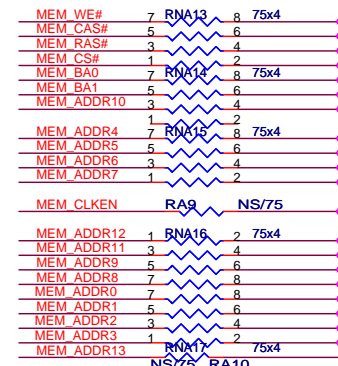 MEM_WE# 7 RNA13 8 75x4
MEM_CAS# 5 6
MEM_RAS# 3 4
MEM_CS# 1 2
MEM_BA0 7 RNA14 8 75x4
MEM_BA1 5 6
MEM_ADDR10 3 4
1 2
MEM_ADDR4 7 RNA15 8 75x4
MEM_ADDR5 5 6
MEM_ADDR6 3 4
MEM_ADDR7 1 2
MEM_CLKEN RA9 NS/75
MEM_ADDR12 1 RNA16 2 75x4
MEM_ADDR11 3 4
MEM_ADDR9 5 6
MEM_ADDR8 7 8
MEM_ADDR0 7 8
MEM_ADDR1 5 6
MEM_ADDR2 3 4
MEM_ADDR3 1 2
MEM_ADDR13 RNA17 75x4
NS/75 RA10